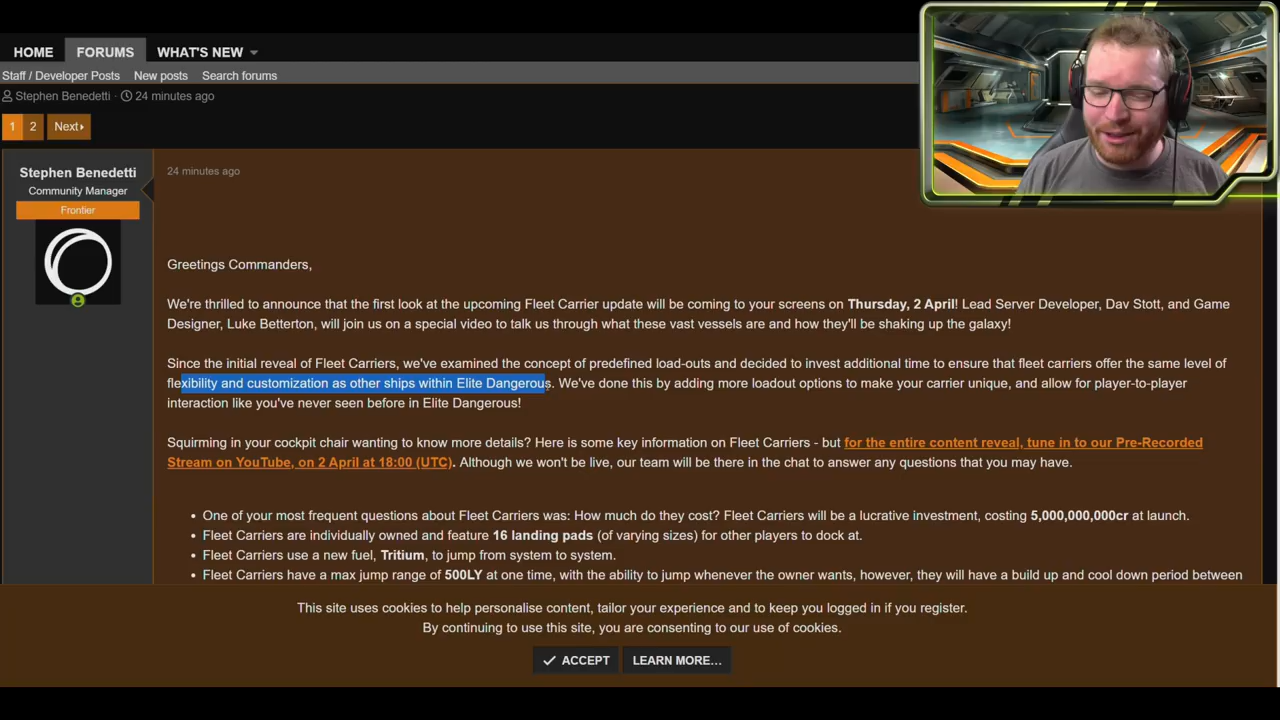 HOME
FORUMS
WHAT'S NEW
Staff / Developer Posts
New posts
Search forums
Stephen Benedetti · 24 minutes ago
1
2
Next
Stephen Benedetti
Community Manager
Frontier
24 minutes ago
Greetings Commanders,
We're thrilled to announce that the first look at the upcoming Fleet Carrier update will be coming to your screens on Thursday, 2 April! Lead Server Developer, Dav Stott, and Game
Designer, Luke Betterton, will join us on a special video to talk us through what these vast vessels are and how they'll be shaking up the galaxy!
Since the initial reveal of Fleet Carriers, we've examined the concept of predefined load-outs and decided to invest additional time to ensure that fleet carriers offer the same level of
flexibility and customization as other ships within Elite Dangerous. We've done this by adding more loadout options to make your carrier unique, and allow for player-to-player
interaction like you've never seen before in Elite Dangerous!
Squirming in your cockpit chair wanting to know more details? Here is some key information on Fleet Carriers - but for the entire content reveal, tune in to our Pre-Recorded
Stream on YouTube, on 2 April at 18:00 (UTC). Although we won't be live, our team will be there in the chat to answer any questions that you may have.
• One of your most frequent questions about Fleet Carriers was: How much do they cost? Fleet Carriers will be a lucrative investment, costing 5,000,000,000cr at launch.
• Fleet Carriers are individually owned and feature 16 landing pads (of varying sizes) for other players to dock at.
• Fleet Carriers use a new fuel, Tritium, to jump from system to system.
• Fleet Carriers have a max jump range of 500LY at one time, with the ability to jump whenever the owner wants, however, they will have a build up and cool down period between
This site uses cookies to help personalise content, tailor your experience and to keep you logged in if you register.
By continuing to use this site, you are consenting to our use of cookies.
ACCEPT
LEARN MORE...